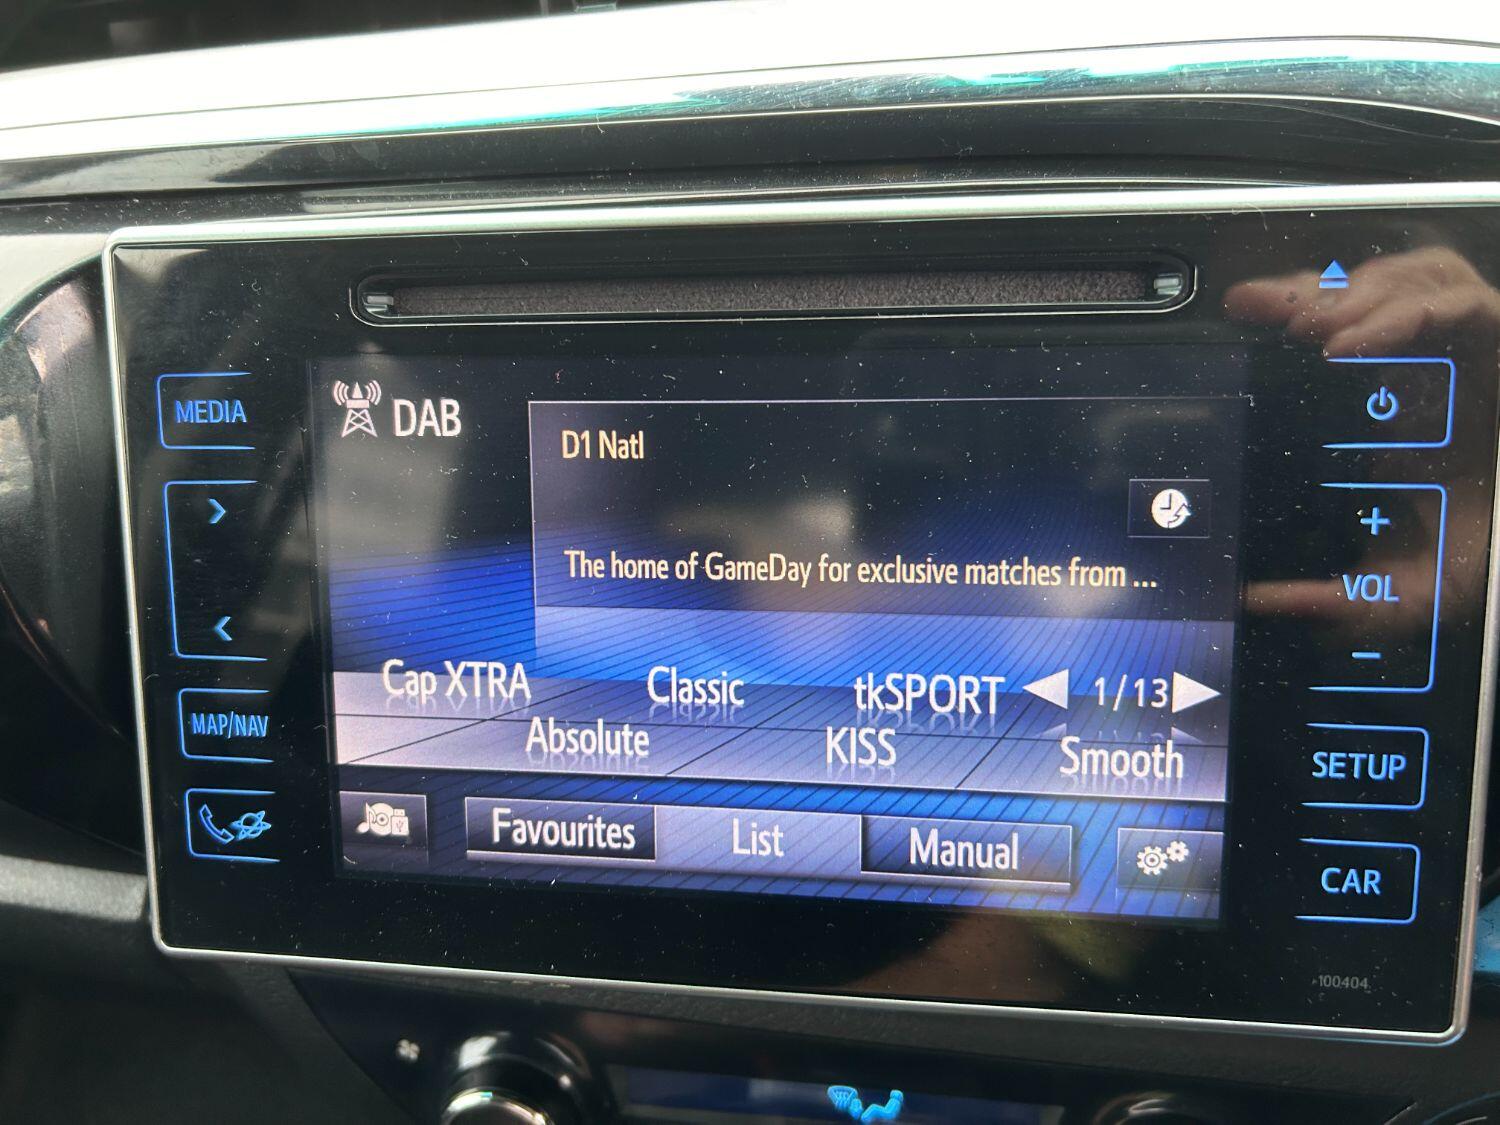 MEDIA
MAP/NAV
DAB
D1 Natl
The home of GameDay for exclusive matches from ...
Cap XTRA
Classic
tkSPORT
1/13
Absolute
KISS
Smooth
Favourites
List
Manual
+
VOL
-
SETUP
CAR
100404